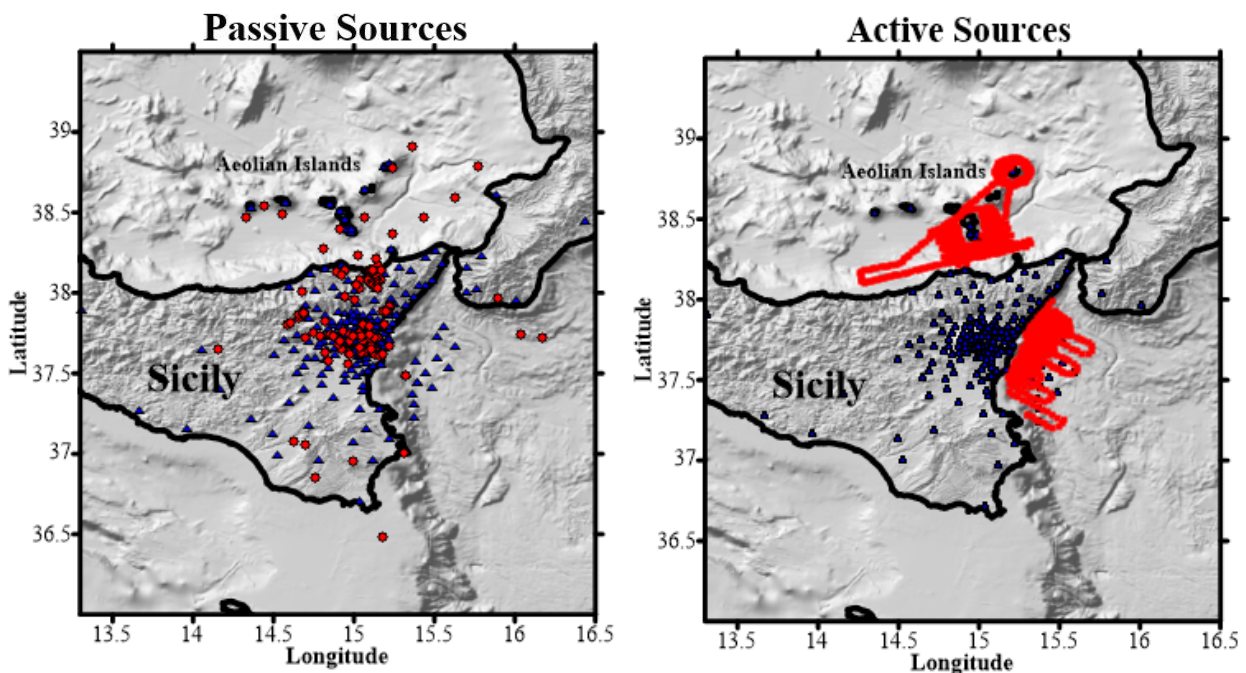 Passive Sources
39
38.5
38
37.5
37
36.5
Latitude
Aeolian Islands
Sicily
13.5 14 14.5 15 15.5 16 16.5
Longitude
Active Sources
39
38.5
38
37.5
37
36.5
Latitude
Aeolian Islands
Sicily
13.5 14 14.5 15 15.5 16 16.5
Longitude